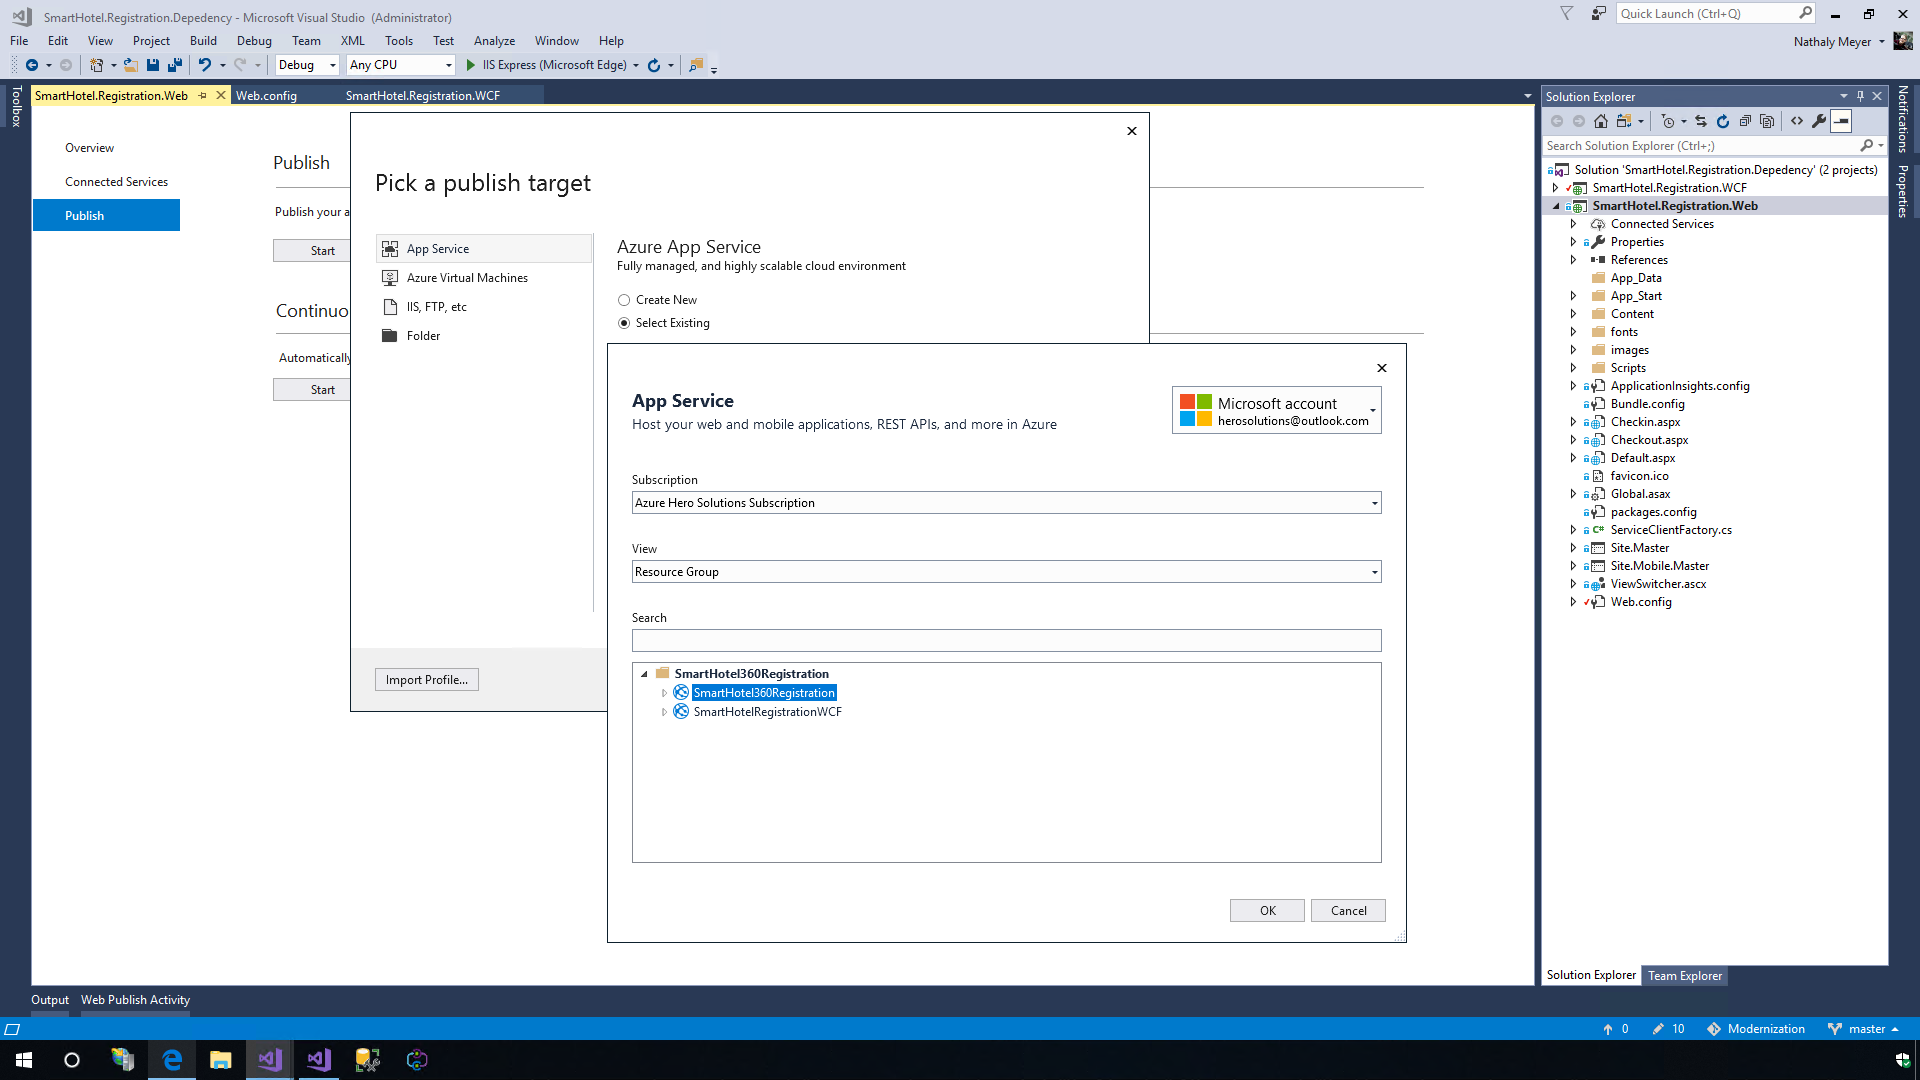 SmartHotel.Registration.Depedency - Microsoft Visual Studio (Administrator)
Quick Launch (Ctrl+Q)
File Edit View Project Build Debug Team XML Tools Test Analyze Window Help
Nathaly Meyer
Debug Any CPU IIS Express (Microsoft Edge)
Toolbox
SmartHotel.Registration.Web Web.config SmartHotel.Registration.WCF
Overview
Connected Services
Publish
Publish
Publish your a
Start
Continuo
Automatically
Start
Pick a publish target
App Service
Azure Virtual Machines
IIS, FTP, etc
Folder
Azure App Service
Fully managed, and highly scalable cloud environment
Create New
Select Existing
Import Profile...
App Service
Host your web and mobile applications, REST APIs, and more in Azure
Microsoft account
herosolutions@outlook.com
Subscription
Azure Hero Solutions Subscription
View
Resource Group
Search
SmartHotel360Registration
SmartHotel360Registration
SmartHotelRegistrationWCF
OK Cancel
Solution Explorer
Search Solution Explorer (Ctrl+;)
Solution 'SmartHotel.Registration.Depedency' (2 projects)
SmartHotel.Registration.WCF
SmartHotel.Registration.Web
Connected Services
Properties
References
App_Data
App_Start
Content
fonts
images
Scripts
ApplicationInsights.config
Bundle.config
Checkin.aspx
Checkout.aspx
Default.aspx
favicon.ico
Global.asax
packages.config
C# ServiceClientFactory.cs
Site.Master
Site.Mobile.Master
ViewSwitcher.ascx
Web.config
Solution Explorer Team Explorer
Notifications
Properties
Output Web Publish Activity
0 10 Modernization master